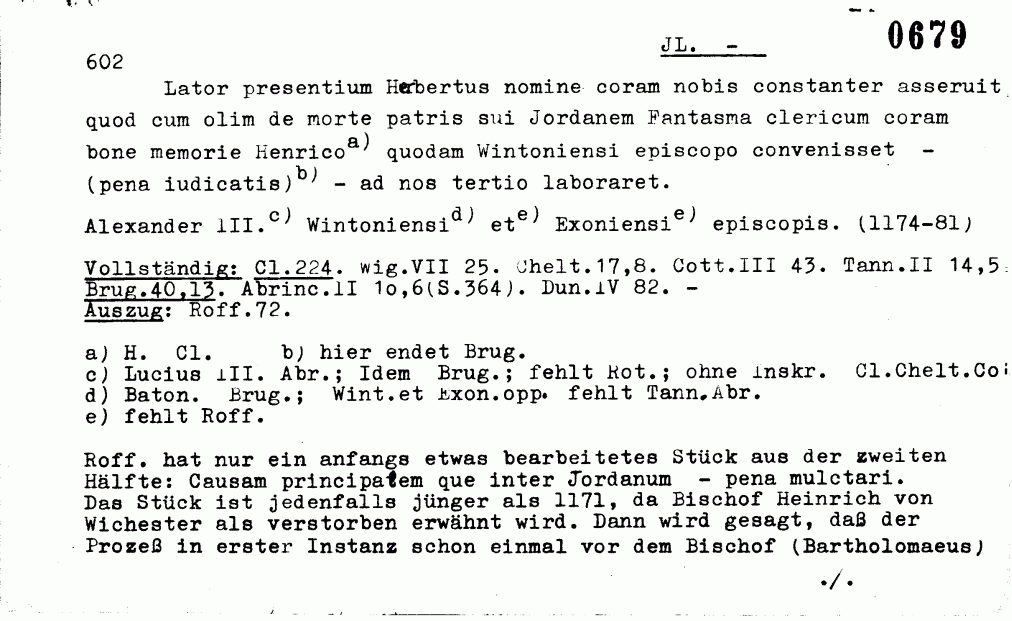 JL. - 0679
602
Lator presentium Herbertus nomine coram nobis constanter asseruit
quod cum olim de morte patris sui Jordanem Fantasma clericum coram
bone memorie Henrico a) quodam Wintoniensi episcopo convenisset -
(pena iudicatis) b) - ad nos tertio laboraret.
Alexander III. c) Wintoniensi d) et e) Exoniensi e) episcopis. (1174-81)
Vollständig: Cl.224. Wig.VII 25. Chelt.17,8. Cott.III 43. Tann.II 14,5.
Brug.40,13. Abrinc.II 10,6(S.364). Dun.IV 82. -
Auszug: Roff.72.
a) H. Cl. b) hier endet Brug.
c) Lucius III. Abr.; Idem Brug.; fehlt Rot.; ohne Inskr. Cl.Chelt.
d) Baton. Brug.; Wint.et Exon.opp. fehlt Tann.Abr.
e) fehlt Roff.
Roff. hat nur ein anfangs etwas bearbeitetes Stück aus der zweiten
Hälfte: Causam principalem que inter Jordanum - pena mulctari.
Das Stück ist jedenfalls jünger als 1171, da Bischof Heinrich von
Wichester als verstorben erwähnt wird. Dann wird gesagt, daß der
Prozeß in erster Instanz schon einmal vor dem Bischof (Bartholomaeus)
./.